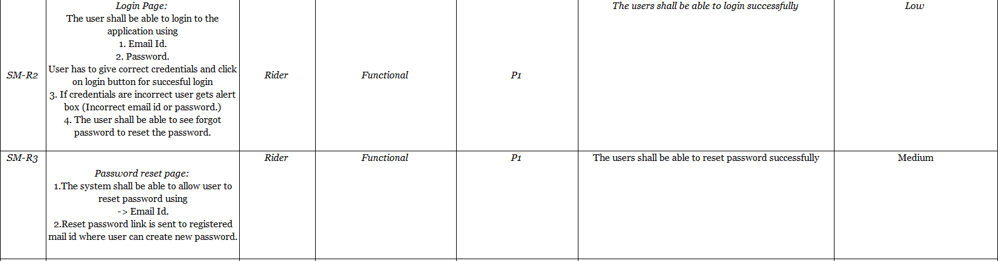 Login Page:
The user shall be able to login to the
application using
1. Email Id.
2. Password.
User has to give correct credentials and click
on login button for succesful login
3. If credentials are incorrect user gets alert
box (Incorrect email id or password.)
4. The user shall be able to see forgot
password to reset the password.
SM-R2
Rider
Functional
P1
The users shall be able to login successfully
Low
SM-R3
Password reset page:
1.The system shall be able to allow user to
reset password using
-> Email Id.
2.Reset password link is sent to registered
mail id where user can create new password.
Rider
Functional
P1
The users shall be able to reset password successfully
Medium